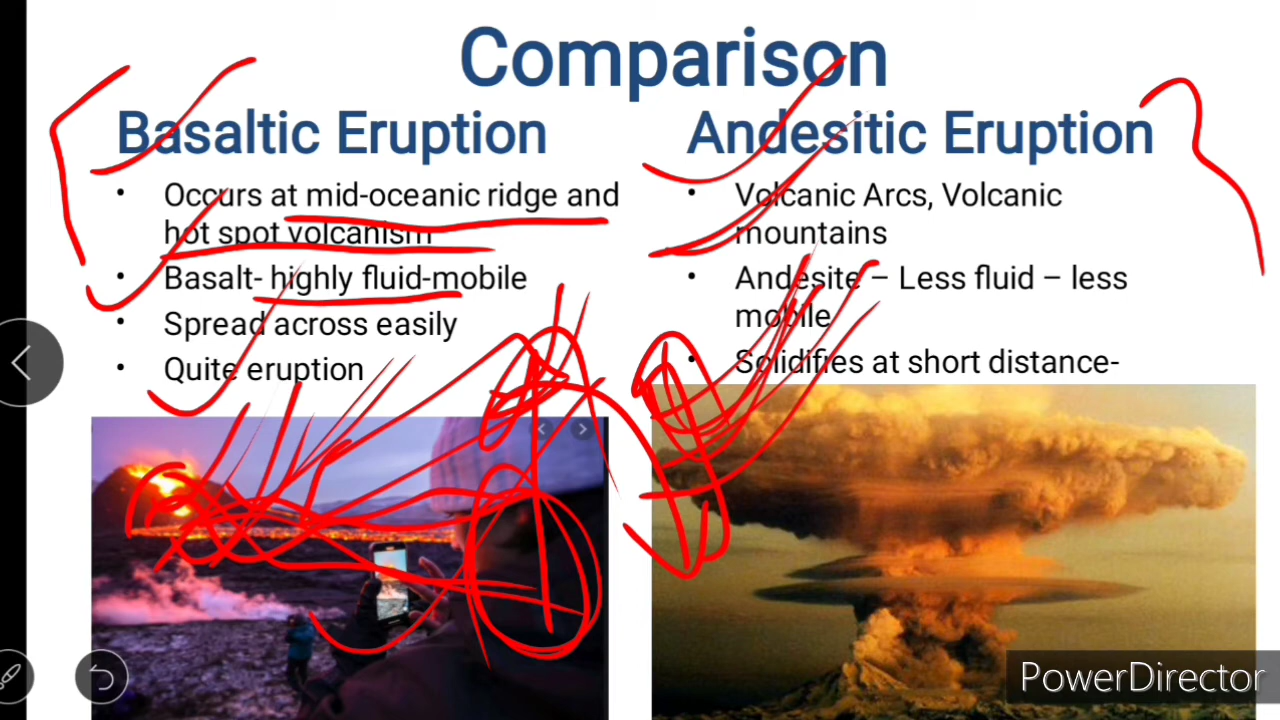 Comparison
Basaltic Eruption
• Occurs at mid-oceanic ridge and
hot spot volcanism
• Basalt- highly fluid-mobile
• Spread across easily
• Quite eruption
Andesitic Eruption
• Volcanic Arcs, Volcanic
mountains
• Andesite – Less fluid – less
mobile
• Solidifies at short distance-
PowerDirector